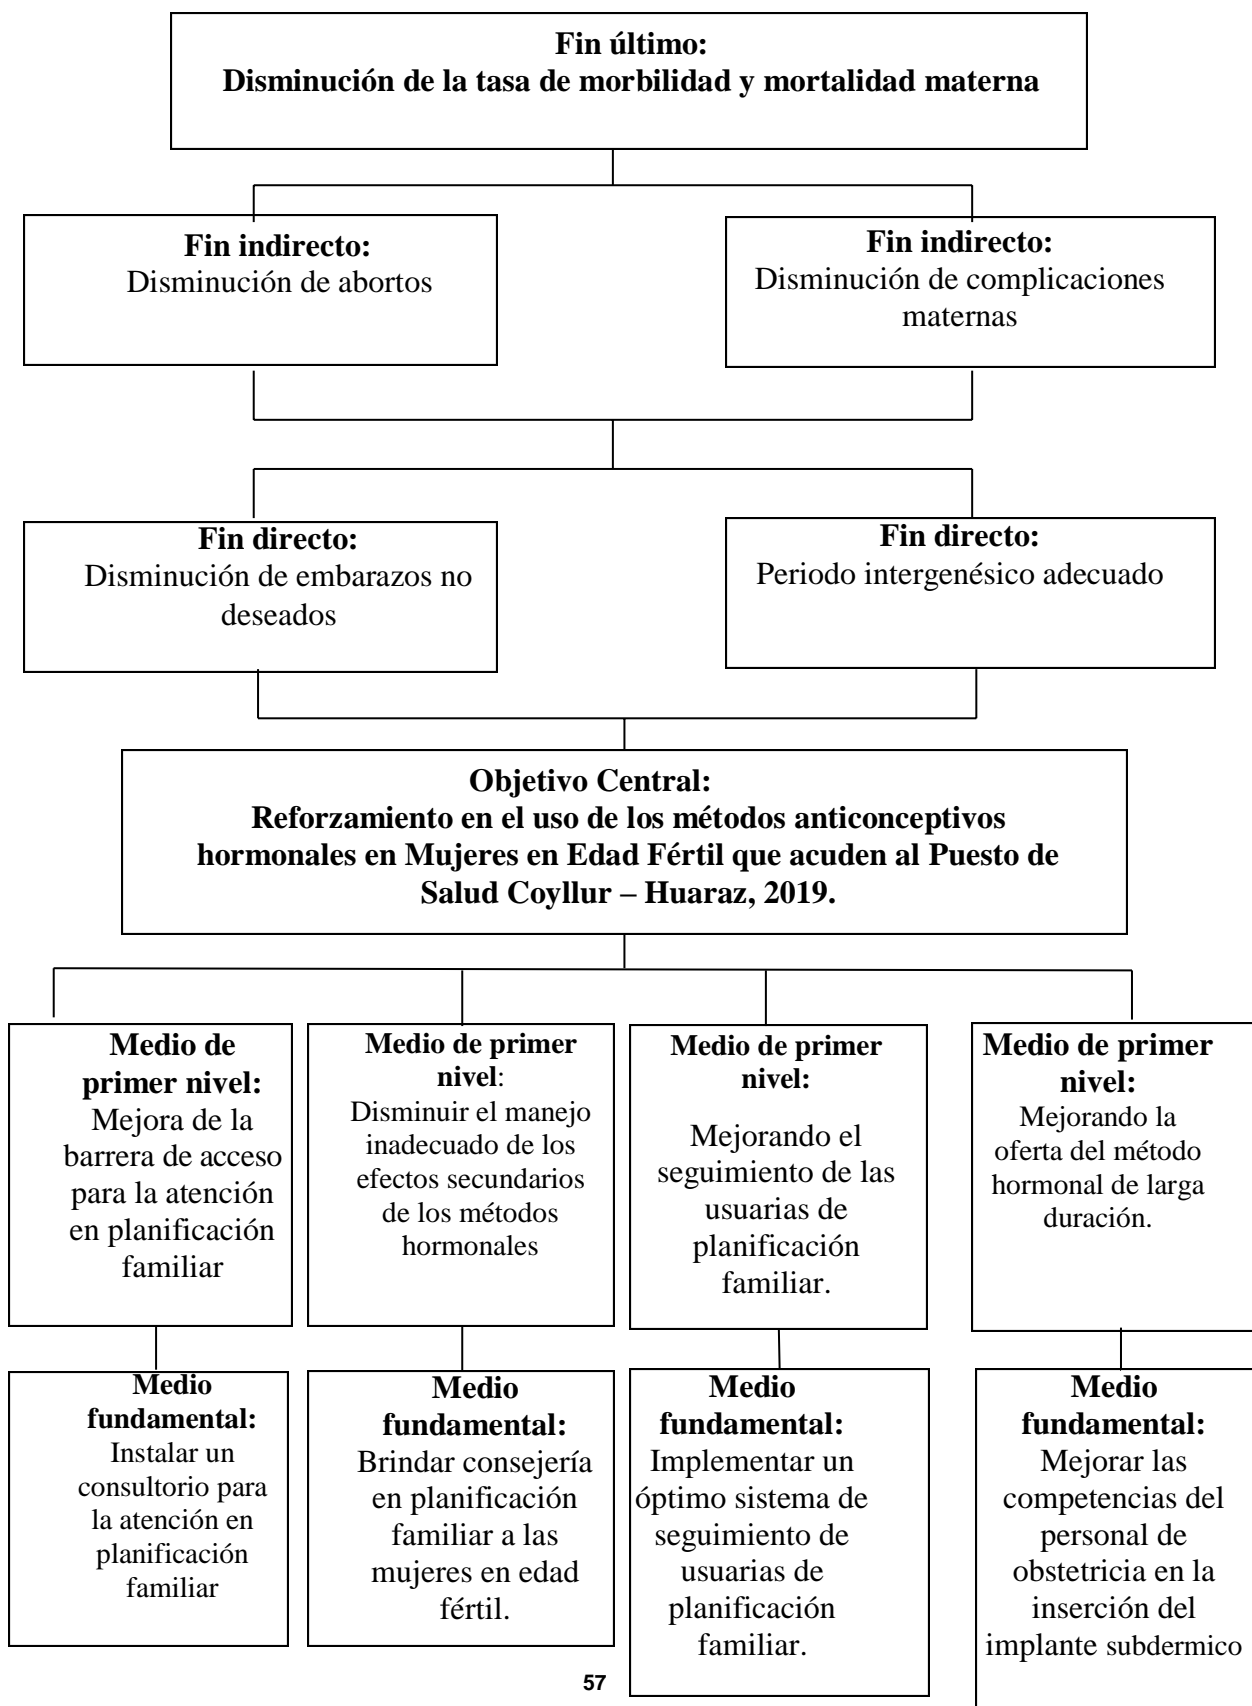 Fin último:
Disminución de la tasa de morbilidad y mortalidad materna
Fin indirecto:
Disminución de abortos
Fin indirecto:
Disminución de complicaciones
maternas
Fin directo:
Disminución de embarazos no
deseados
Fin directo:
Periodo intergenésico adecuado
Objetivo Central:
Reforzamiento en el uso de los métodos anticonceptivos
hormonales en Mujeres en Edad Fértil que acuden al Puesto de
Salud Coyllur – Huaraz, 2019.
Medio de
primer nivel:
Mejora de la
barrera de acceso
para la atención
en planificación
familiar
Medio de primer
nivel:
Disminuir el manejo
inadecuado de los
efectos secundarios
de los métodos
hormonales
Medio de primer
nivel:
Mejorando el
seguimiento de las
usuarias de
planificación
familiar.
Medio de primer
nivel:
Mejorando la
oferta del método
hormonal de larga
duración.
Medio
fundamental:
Instalar un
consultorio para
la atención en
planificación
familiar
Medio
fundamental:
Brindar consejería
en planificación
familiar a las
mujeres en edad
fértil.
Medio
fundamental:
Implementar un
óptimo sistema de
seguimiento de
usuarias de
planificación
familiar.
Medio
fundamental:
Mejorar las
competencias del
personal de
obstetricia en la
inserción del
implante subdermico
57